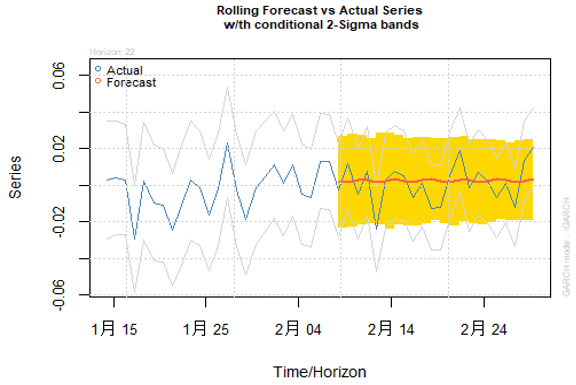 Rolling Forecast vs Actual Series
w/th conditional 2-Sigma bands
Horizon: 22
Actual
Forecast
0.06
0.02
-0.02
-0.06
Series
1月 15
1月 25
2月 04
2月 14
2月 24
Time/Horizon
GARCH model : iGARCH